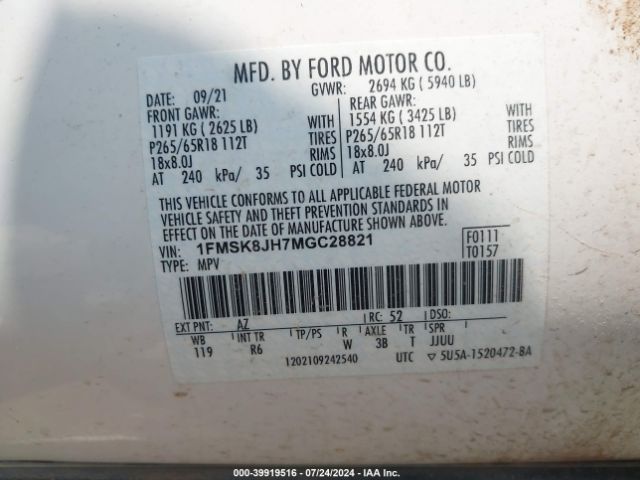 MFD. BY FORD MOTOR CO.
DATE: 09/21 GVWR: 2694 KG ( 5940 LB)
FRONT GAWR: REAR GAWR:
1191 KG ( 2625 LB) WITH 1554 KG ( 3425 LB) WITH
P265/65R18 112T TIRES P265/65R18 112T TIRES
18x8.0J RIMS 18x8.0J RIMS
AT 240 kPa/ 35 PSI COLD AT 240 kPa/ 35 PSI COLD
THIS VEHICLE CONFORMS TO ALL APPLICABLE FEDERAL MOTOR
VEHICLE SAFETY AND THEFT PREVENTION STANDARDS IN
EFFECT ON THE DATE OF MANUFACTURE SHOWN ABOVE.
VIN: 1FMSK8JH7MGC28821 F0111
TYPE: MPV T0157
EXT PNT: AZ RC: 52 DSO:
WB INT TR TP/PS R AXLE TR SPR
119 R6 W 3B T JJUU
1202109242540 UTC ▽ 5U5A-1520472-BA
000-39919516 - 07/24/2024 - IAA Inc.